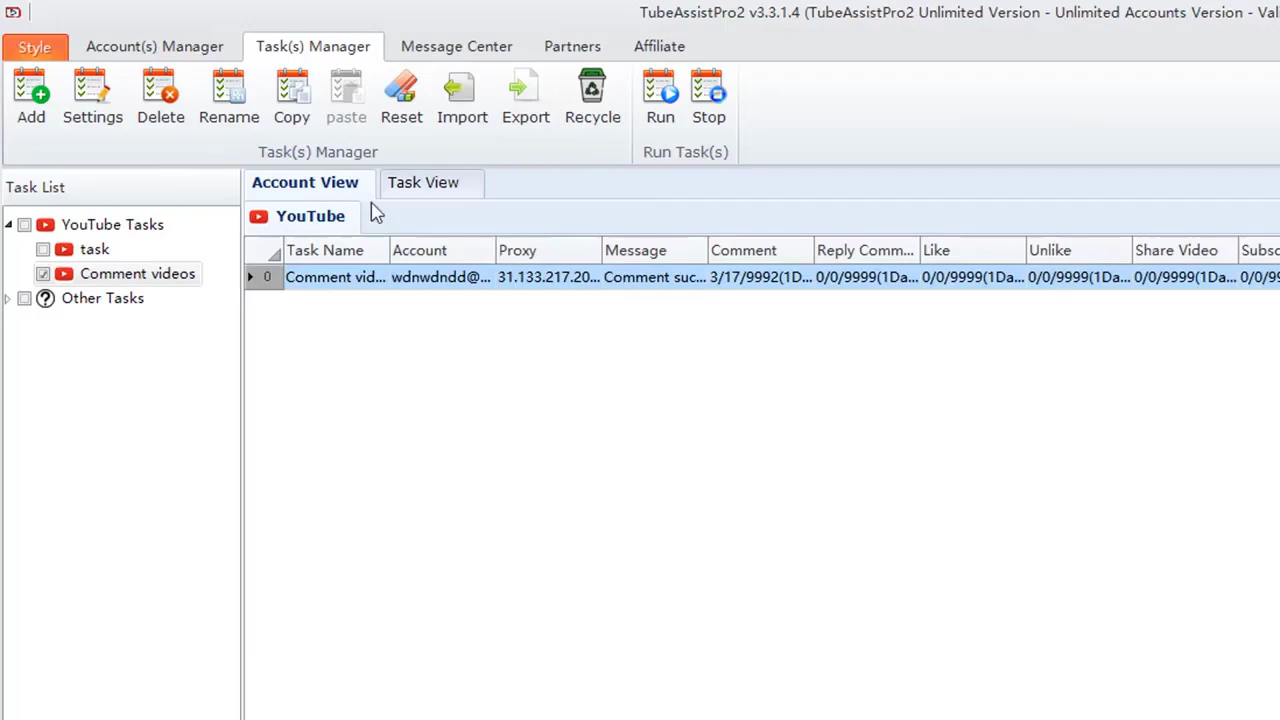 TubeAssistPro2 v3.3.1.4 (TubeAssistPro2 Unlimited Version - Unlimited Accounts Version - Val
Style Account(s) Manager Task(s) Manager Message Center Partners Affiliate
Add Settings Delete Rename Copy paste Reset Import Export Recycle Run Stop
Task(s) Manager Run Task(s)
Task List Account View Task View
YouTube Tasks YouTube
task Task Name Account Proxy Message Comment Reply Comm... Like Unlike Share Video Subsc
Comment videos 0 Comment vid... wdnwdndd@... 31.133.217.20... Comment suc... 3/17/9992(1D... 0/0/9999(1Da... 0/0/9999(1Da... 0/0/9999(1Da... 0/0/9999(1Da... 0/0/99
Other Tasks